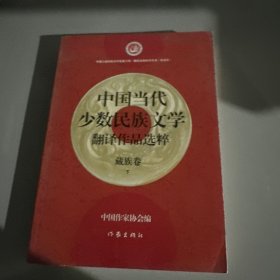 中国当代
少数民族文学
翻译作品选粹
藏族卷
下
中国作家协会编
作家出版社